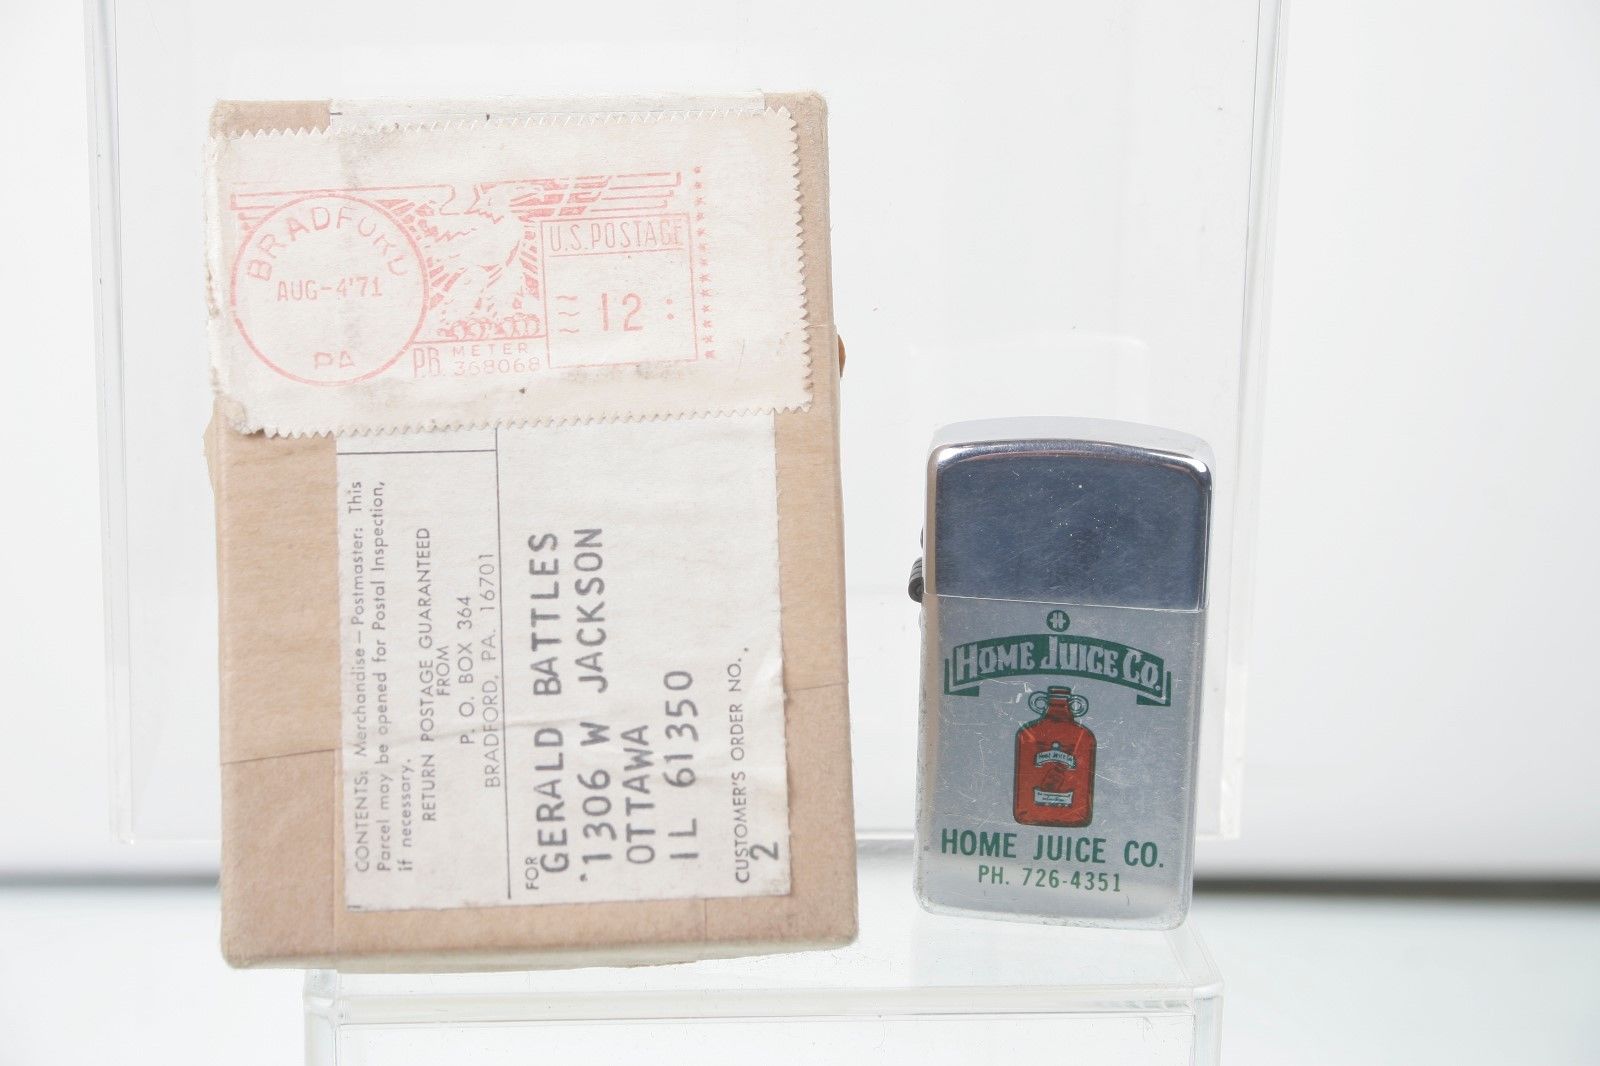 BRADFORD
AUG-4'71
PA
P.B. METER
368068
U.S. POSTAGE
12
CONTENTS: Merchandise — Postmaster: This
Parcel may be opened for Postal Inspection,
if necessary.
RETURN POSTAGE GUARANTEED
FROM
P. O. BOX 364
BRADFORD, PA. 16701
FOR
GERALD BATTLES
1306 W JACKSON
OTTAWA
IL 61350
CUSTOMER'S ORDER NO.
2
H
HOME JUICE CO.
HOME JUICE CO.
PH. 726-4351